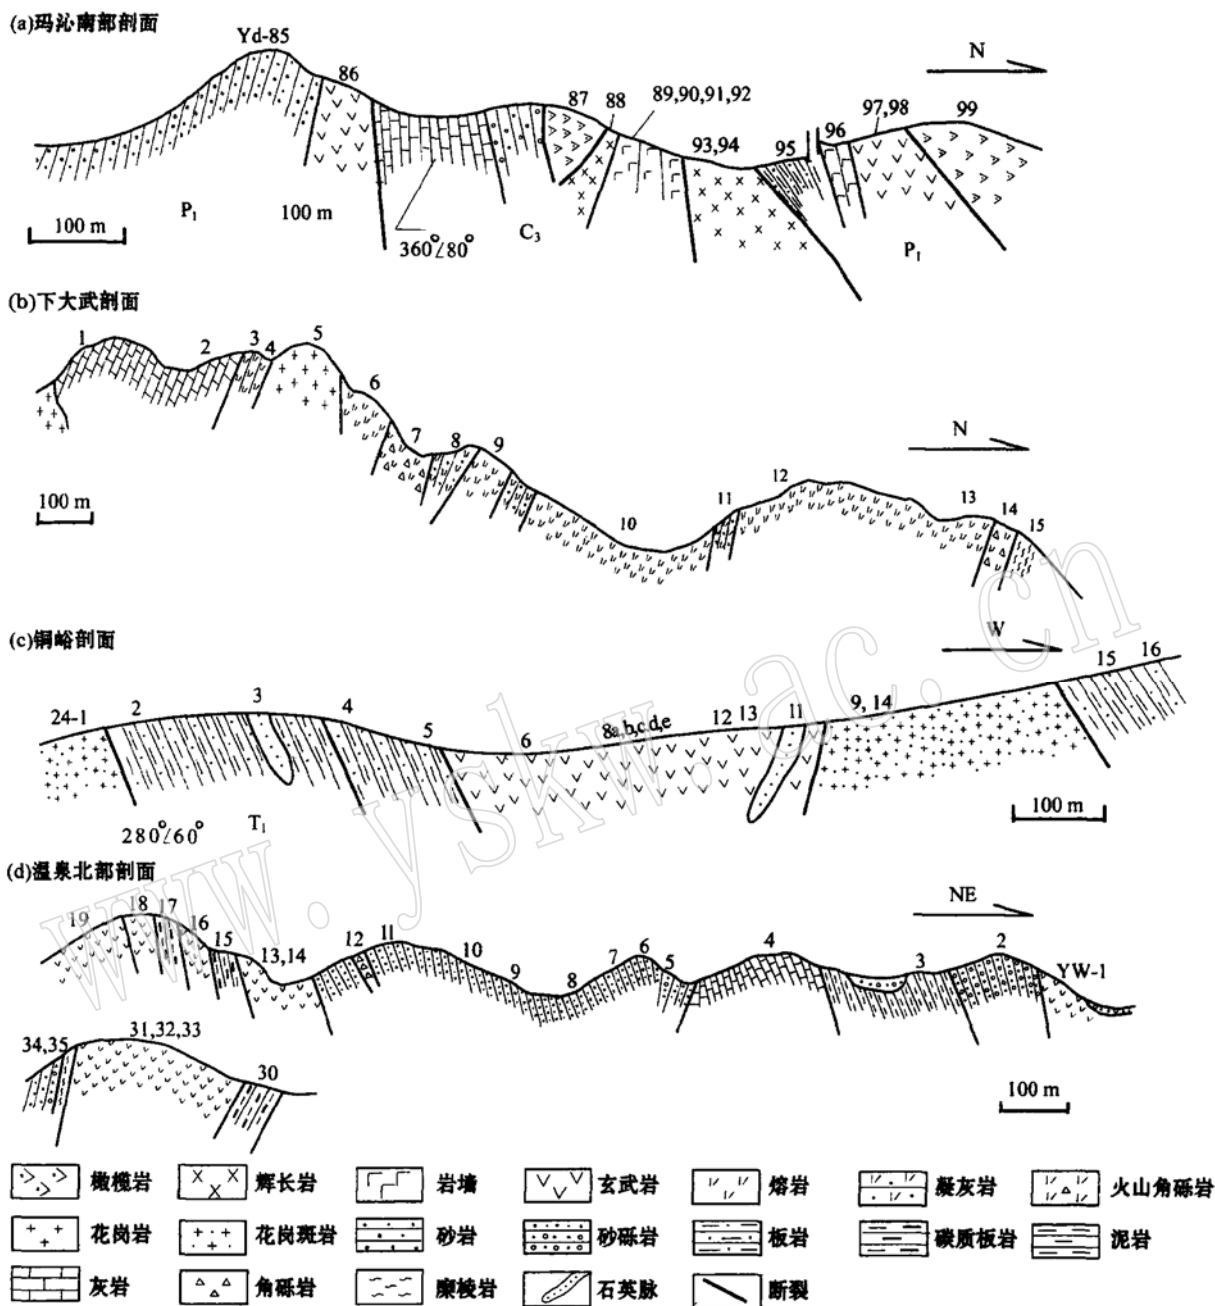 (a)玛沁南部剖面
Yd-85
86
87
88
89,90,91,92
93,94
95
96
97,98
99
N
100 m
P₁
100 m
360°∠80°
C₃
P₁
(b)下大武剖面
1
2
3
4
5
6
7
8
9
10
11
12
13
14
15
N
100 m
(c)铜峪剖面
W
24-1
2
3
4
5
6
8a,b,c,d,e
12
13
11
9, 14
15
16
280°∠60°
T₁
100 m
(d)温泉北部剖面
NE
19
18
17
16
15
13,14
12
11
10
9
8
7
6
5
4
3
2
YW-1
34,35
31,32,33
30
100 m
橄榄岩 辉长岩 岩墙 玄武岩 熔岩 凝灰岩 火山角砾岩
花岗岩 花岗斑岩 砂岩 砂砾岩 板岩 碳质板岩 泥岩
灰岩 角砾岩 糜棱岩 石英脉 断裂
www.yskw.ac.cn